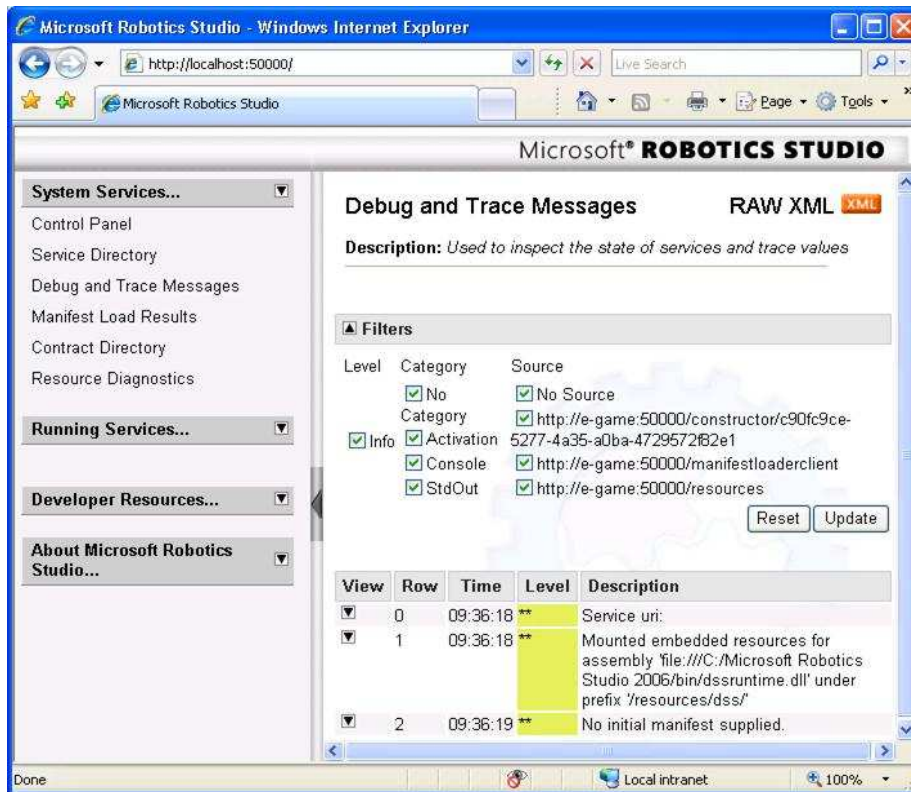 Microsoft Robotics Studio - Windows Internet Explorer
http://localhost:50000/
Live Search
Microsoft Robotics Studio
Page
Tools
Microsoft® ROBOTICS STUDIO
System Services...
Control Panel
Service Directory
Debug and Trace Messages
Manifest Load Results
Contract Directory
Resource Diagnostics
Running Services...
Developer Resources...
About Microsoft Robotics
Studio...
Debug and Trace Messages
RAW XML XML
Description: Used to inspect the state of services and trace values
Filters
Level Category Source
No
Category
Info
Activation
Console
StdOut
No Source
http://e-game:50000/constructor/c90fc9ce-
5277-4a35-a0ba-4729572f82e1
http://e-game:50000/manifestloaderclient
http://e-game:50000/resources
Reset Update
View Row Time Level Description
0 09:36:18 ** Service uri:
1 09:36:18 ** Mounted embedded resources for
assembly 'file:///C:/Microsoft Robotics
Studio 2006/bin/dssruntime.dll' under
prefix '/resources/dss/'
2 09:36:19 ** No initial manifest supplied.
Done
Local intranet
100%